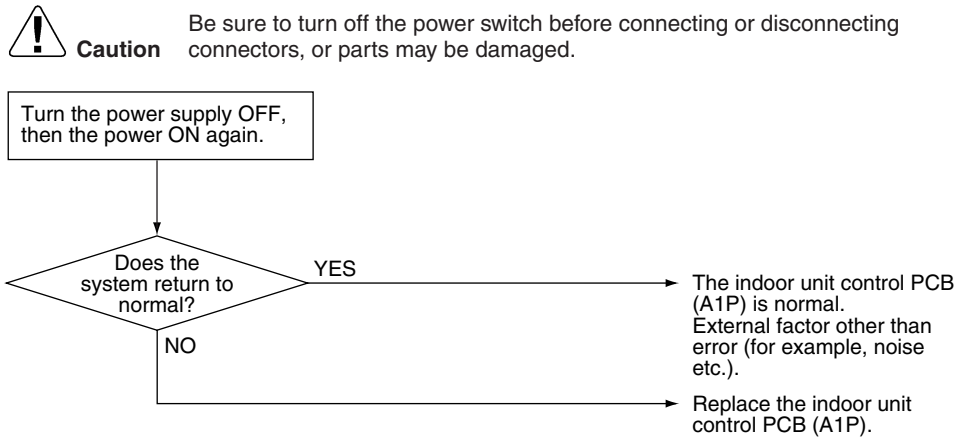 Be sure to turn off the power switch before connecting or disconnecting
Caution connectors, or parts may be damaged.
Turn the power supply OFF,
then the power ON again.
Does the
system return to
normal?
YES
NO
The indoor unit control PCB
(A1P) is normal.
External factor other than
error (for example, noise
etc.).
Replace the indoor unit
control PCB (A1P).